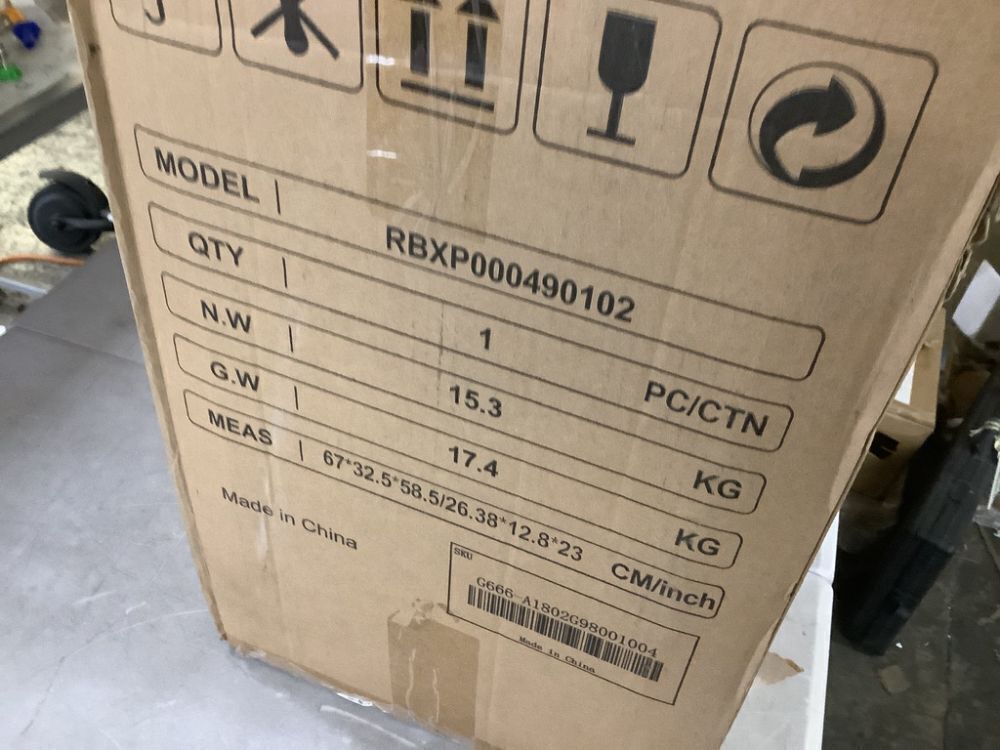 MODEL | RBXP000490102
QTY | 1 PC/CTN
N.W | 15.3 KG
G.W | 17.4 KG
MEAS | 67*32.5*58.5/26.38*12.8*23 CM/inch
Made in China
SKU
G666-A1802G98001004
Made in China